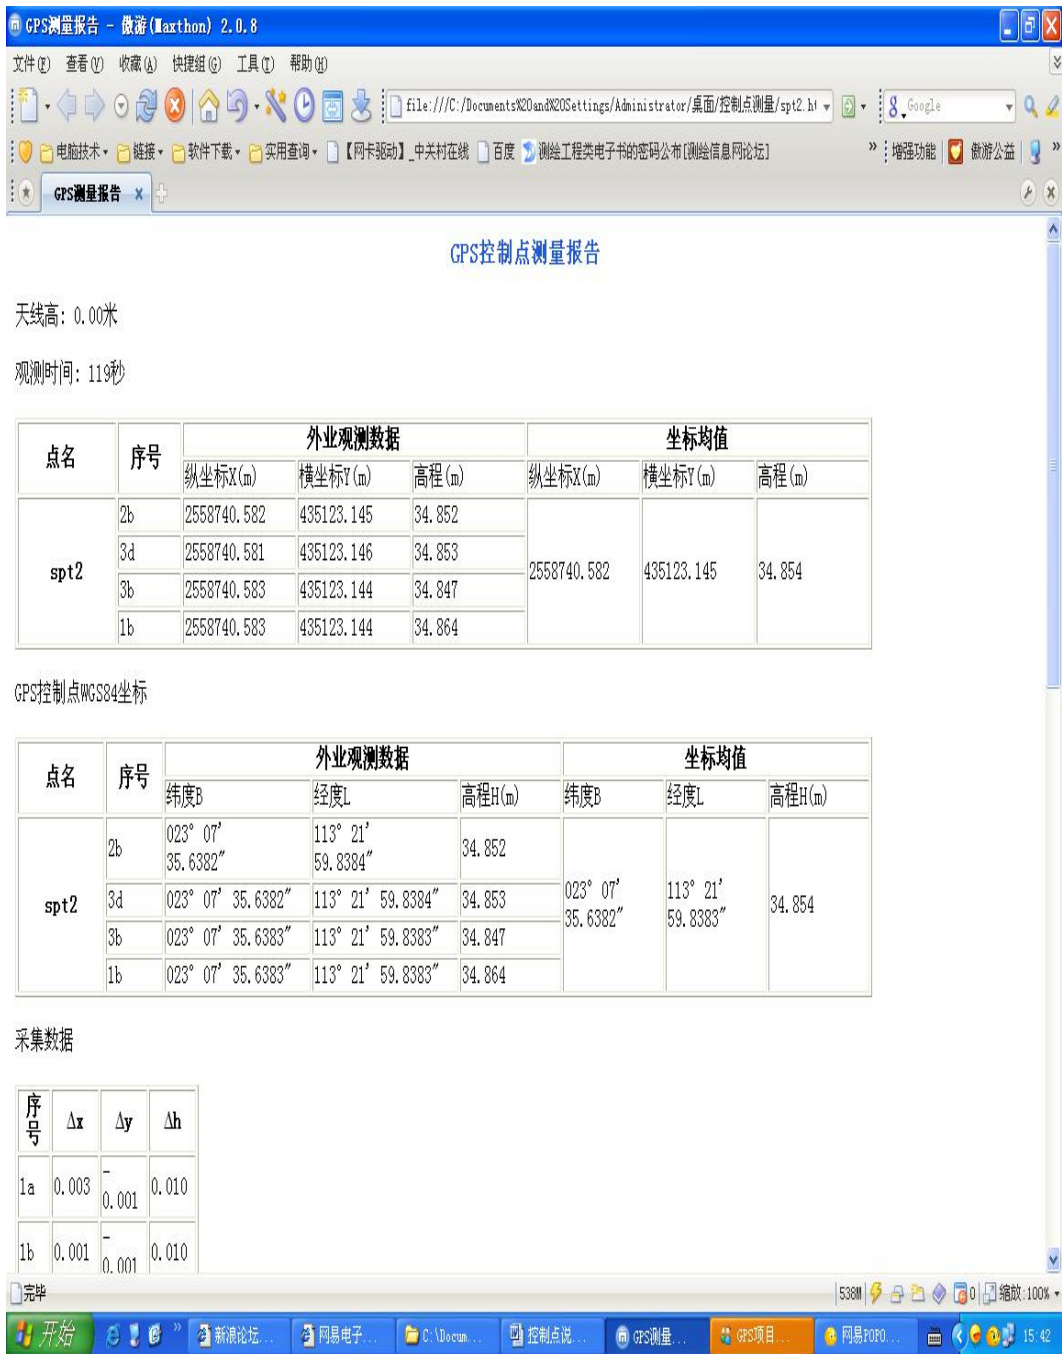 GPS测量报告 - 傲游(Maxthon) 2.0.8
文件(F) 查看(V) 收藏(A) 快捷组(G) 工具(T) 帮助(H)
file:///C:/Documents%20and%20Settings/Administrator/桌面/控制点测量/spt2.ht
Google
电脑技术 链接 软件下载 实用查询 【网卡驱动】_中关村在线 百度 测绘工程类电子书的密码公布[测绘信息网论坛] » 增强功能 傲游公益 »
GPS测量报告
GPS控制点测量报告
天线高: 0.00米
观测时间: 119秒
点名 序号 外业观测数据 坐标均值
纵坐标X(m) 横坐标Y(m) 高程(m) 纵坐标X(m) 横坐标Y(m) 高程(m)
spt2 2b 2558740.582 435123.145 34.852 2558740.582 435123.145 34.854
3d 2558740.581 435123.146 34.853
3b 2558740.583 435123.144 34.847
1b 2558740.583 435123.144 34.864
GPS控制点WGS84坐标
点名 序号 外业观测数据 坐标均值
纬度B 经度L 高程H(m) 纬度B 经度L 高程H(m)
spt2 2b 023° 07′ 35.6382″ 113° 21′ 59.8384″ 34.852 023° 07′ 35.6382″ 113° 21′ 59.8383″ 34.854
3d 023° 07′ 35.6382″ 113° 21′ 59.8384″ 34.853
3b 023° 07′ 35.6383″ 113° 21′ 59.8383″ 34.847
1b 023° 07′ 35.6383″ 113° 21′ 59.8383″ 34.864
采集数据
序号 Δx Δy Δh
1a 0.003 -0.001 0.010
1b 0.001 -0.001 0.010
完毕 538M 0 缩放:100%
开始 » 新浪论坛... 网易电子... C:\Docum... 控制点说... GPS测量... GPS项目... 网易POPO... 15:42